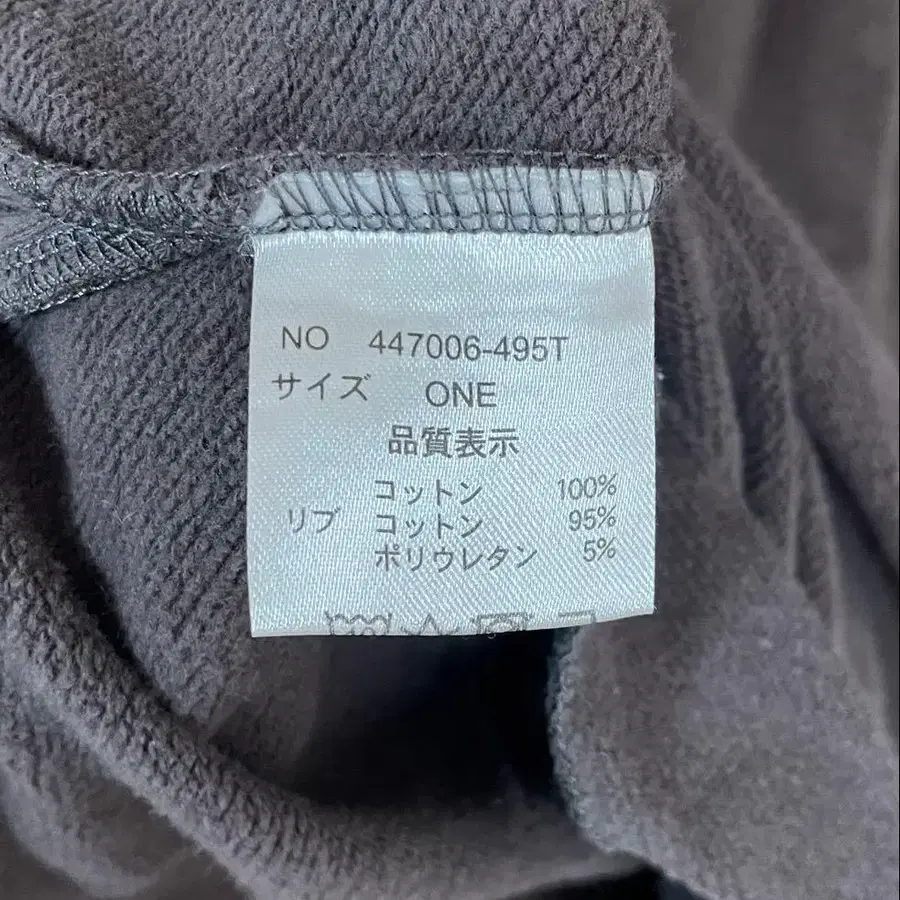 NO 447006-495T
サイズ ONE
品質表示
コットン 100%
リブ コットン 95%
ポリウレタン 5%